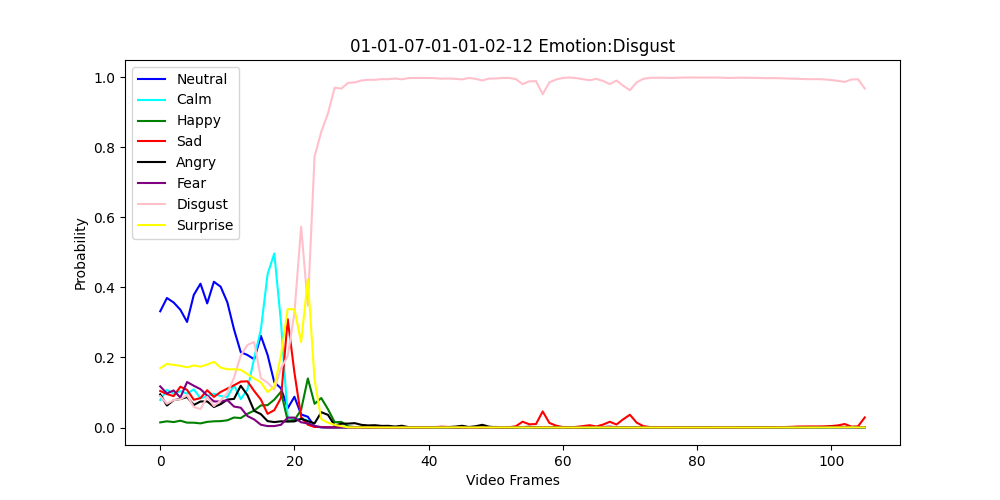 01-01-07-01-01-02-12 Emotion:Disgust
Probability
1.0
0.8
0.6
0.4
0.2
0.0
Neutral
Calm
Happy
Sad
Angry
Fear
Disgust
Surprise
0 20 40 60 80 100
Video Frames